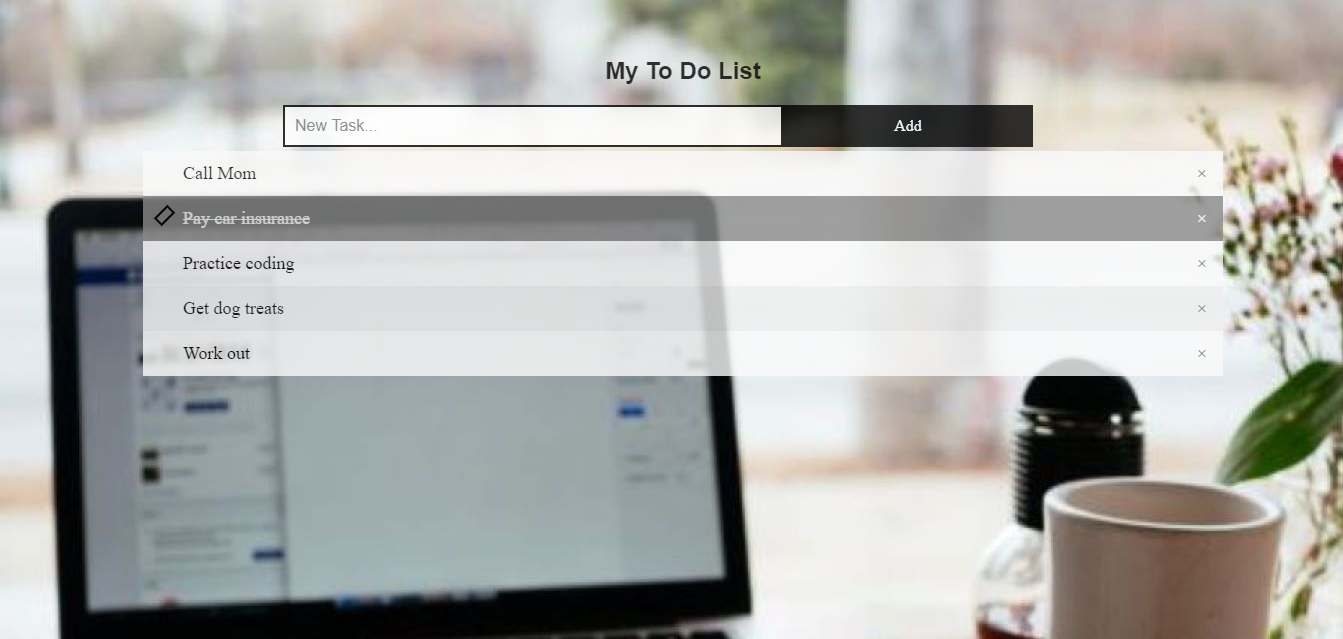 My To Do List
New Task...
Add
Call Mom
×
Pay car insurance
×
Practice coding
×
Get dog treats
×
Work out
×